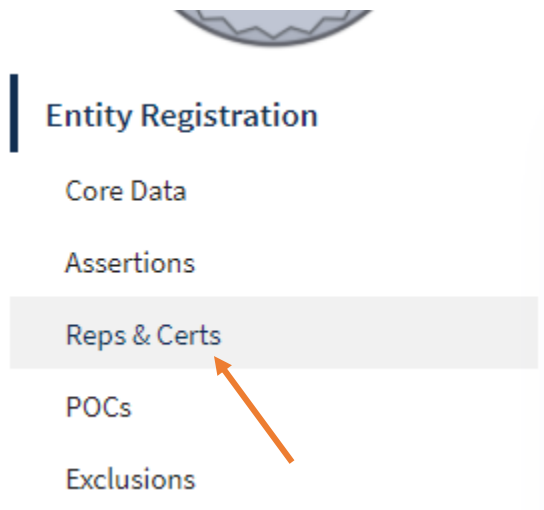 Entity Registration
Core Data
Assertions
Reps & Certs
POCs
Exclusions